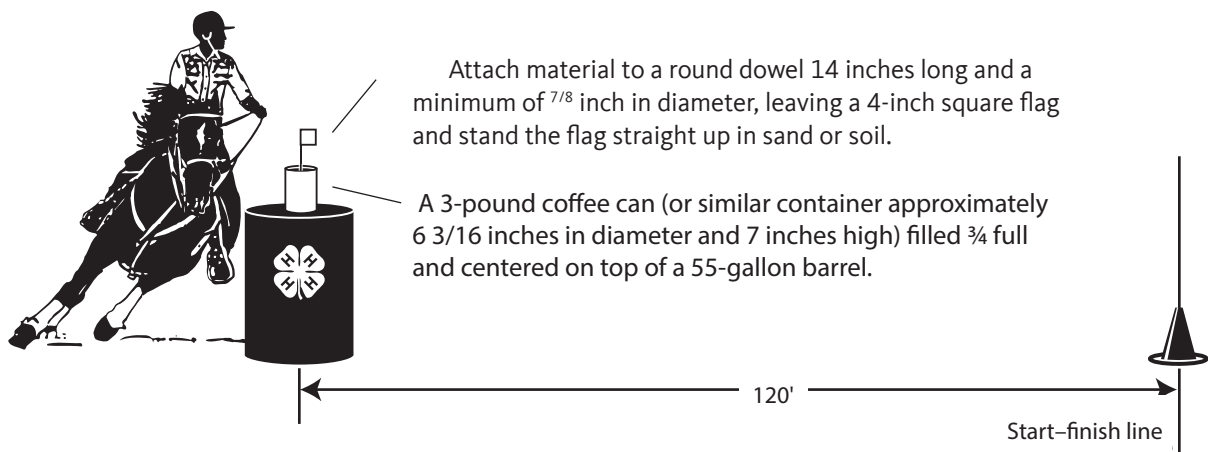 Attach material to a round dowel 14 inches long and a
minimum of 7/8 inch in diameter, leaving a 4-inch square flag
and stand the flag straight up in sand or soil.
A 3-pound coffee can (or similar container approximately
6 3/16 inches in diameter and 7 inches high) filled ¾ full
and centered on top of a 55-gallon barrel.
H H
H H
120'
Start–finish line